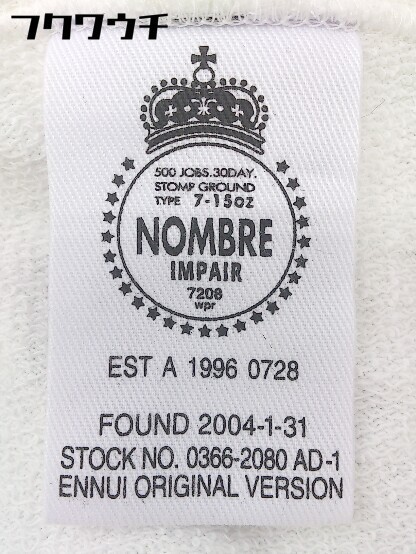 フクウウチ
500 JOBS.30DAY.
STOMP GROUND
TYPE 7-15oz
NOMBRE
IMPAIR
7208
wpr
EST A 1996 0728
FOUND 2004-1-31
STOCK NO. 0366-2080 AD-1
ENNUI ORIGINAL VERSION